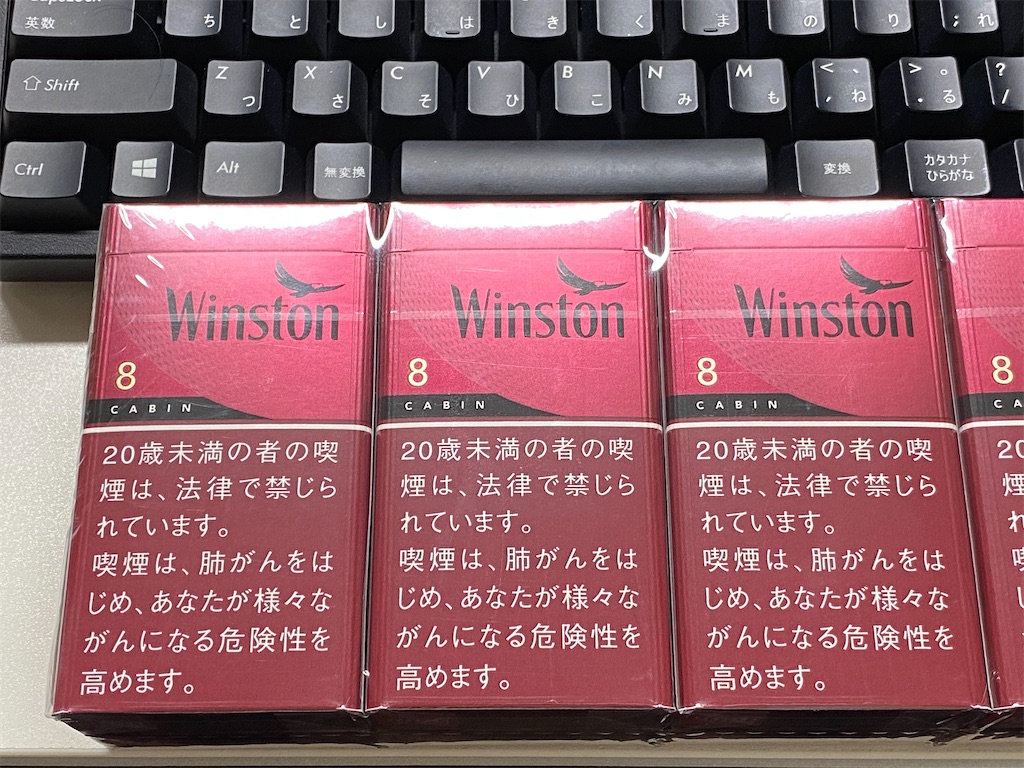 英数 ち と し は き く ま の り ; れ
Shift Z つ X さ C そ V ひ B こ N み M も < 、 , ね > 。 . る ? /
Ctrl Alt 無変換 変換 カタカナ
ひらがな
Winston
8
CABIN
20歳未満の者の喫
煙は、法律で禁じら
れています。
喫煙は、肺がんをは
じめ、あなたが様々な
がんになる危険性を
高めます。
Winston
8
CABIN
20歳未満の者の喫
煙は、法律で禁じら
れています。
喫煙は、肺がんをは
じめ、あなたが様々な
がんになる危険性を
高めます。
Winston
8
CABIN
20歳未満の者の喫
煙は、法律で禁じら
れています。
喫煙は、肺がんをは
じめ、あなたが様々な
がんになる危険性を
高めます。
8
CA
20
煙